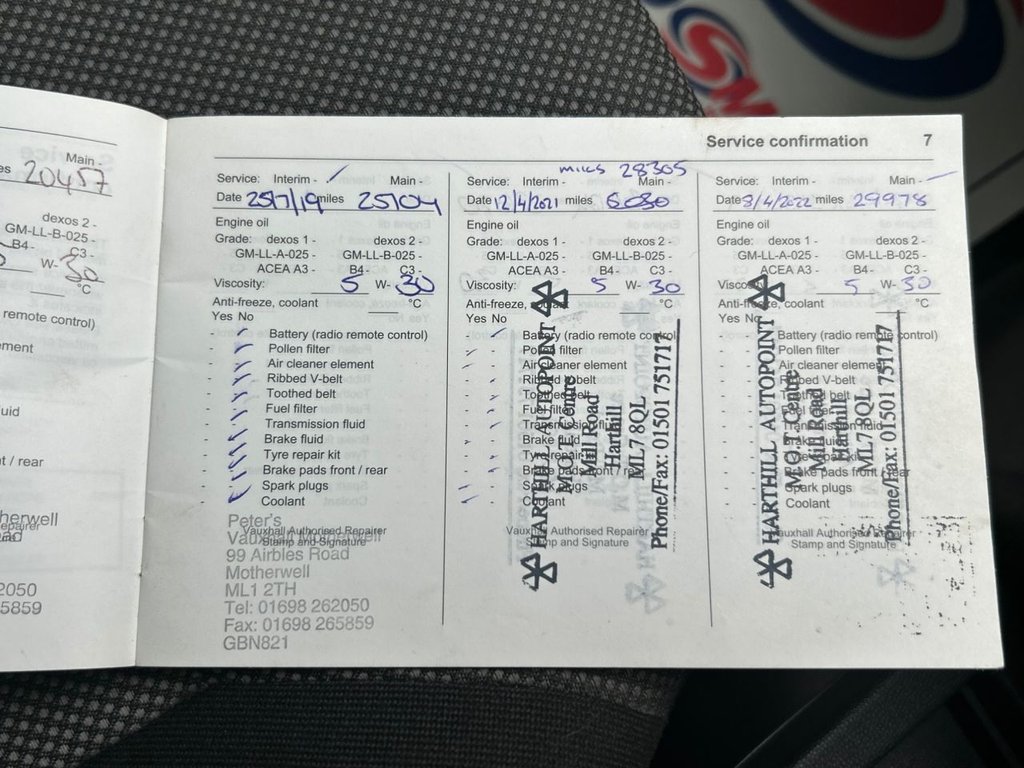 Main -
es 20457
dexos 2 -
GM-LL-B-025 -
B4- C3 -
W- 30
°C
remote control)
ement
uid
nt / rear
Motherwell
2050
5859
Service confirmation 7
Service: Interim - ✓ Main -
Date 25/7/19 miles 25104
Engine oil
Grade: dexos 1 - dexos 2 -
GM-LL-A-025 - GM-LL-B-025 -
ACEA A3 - B4 - C3 -
Viscosity: 5 W- 30
Anti-freeze, coolant °C
Yes No
Battery (radio remote control)
Pollen filter
Air cleaner element
Ribbed V-belt
Toothed belt
Fuel filter
Transmission fluid
Brake fluid
Tyre repair kit
Brake pads front / rear
Spark plugs
Coolant
Vauxhall Authorised Repairer
Stamp and Signature
Peter's
99 Airbles Road
Motherwell
ML1 2TH
Tel: 01698 262050
Fax: 01698 265859
GBN821
miles 28305
Service: Interim - Main -
Date 12/4/2021 miles 6080
Engine oil
Grade: dexos 1 - dexos 2 -
GM-LL-A-025 - GM-LL-B-025 -
ACEA A3 - B4- C3 -
Viscosity: 5 W- 30
Anti-freeze, coolant °C
Yes No
Battery (radio remote control)
Pollen filter
Air cleaner element
Ribbed V-belt
Toothed belt
Fuel filter
Transmission fluid
Brake fluid
Tyre repair kit
Brake pads front / rear
Spark plugs
Coolant
Vauxhall Authorised Repairer
Stamp and Signature
HARTHILL AUTOPOINT
M.O.T. Centre
Mill Road
Harthill
ML7 8QL
Phone/Fax: 01501 751717
Service: Interim - Main -
Date 8/4/2022 miles 29978
Engine oil
Grade: dexos 1 - dexos 2 -
GM-LL-A-025 - GM-LL-B-025 -
ACEA A3 - B4- C3 -
Viscosity: 5 W- 30
Anti-freeze, coolant °C
Yes No
Battery (radio remote control)
Pollen filter
Air cleaner element
Ribbed V-belt
Toothed belt
Fuel filter
Transmission fluid
Brake fluid
Tyre repair kit
Brake pads front / rear
Spark plugs
Coolant
Vauxhall Authorised Repairer
Stamp and Signature
HARTHILL AUTOPOINT
M.O.T. Centre
Mill Road
Harthill
ML7 8QL
Phone/Fax: 01501 751717